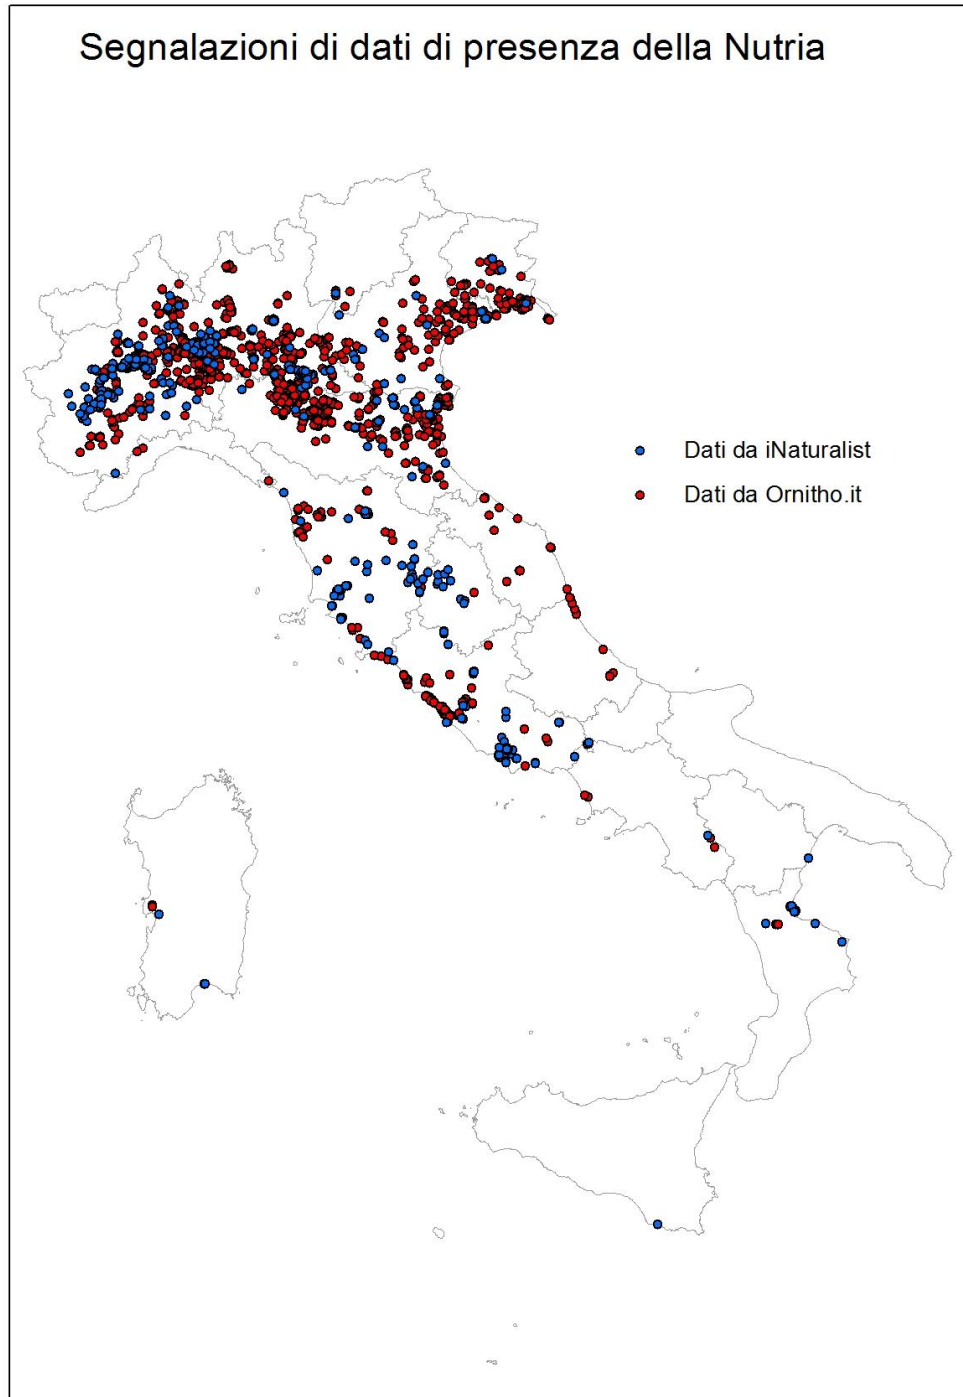 Segnalazioni di dati di presenza della Nutria
Dati da iNaturalist
Dati da Ornitho.it